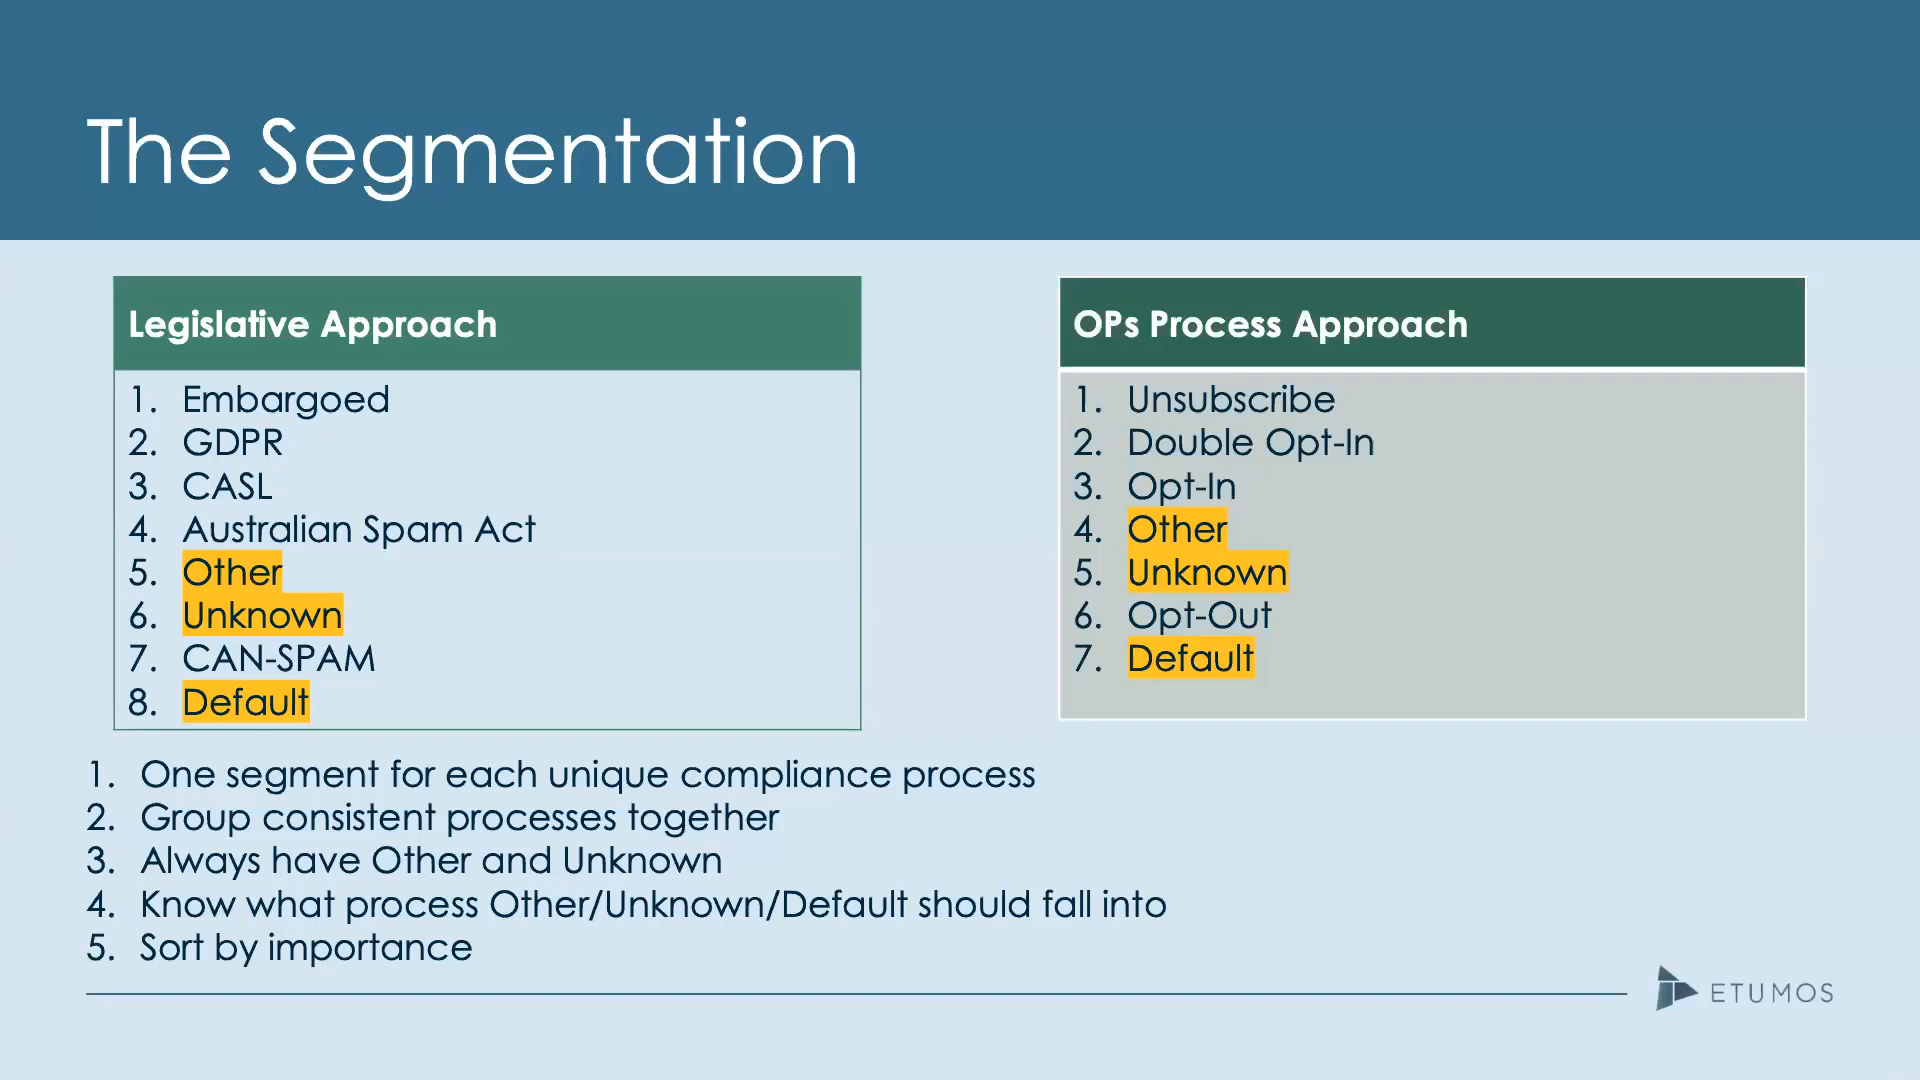 The Segmentation
Legislative Approach
1. Embargoed
2. GDPR
3. CASL
4. Australian Spam Act
5. Other
6. Unknown
7. CAN-SPAM
8. Default
OPs Process Approach
1. Unsubscribe
2. Double Opt-In
3. Opt-In
4. Other
5. Unknown
6. Opt-Out
7. Default
1. One segment for each unique compliance process
2. Group consistent processes together
3. Always have Other and Unknown
4. Know what process Other/Unknown/Default should fall into
5. Sort by importance
ETUMOS